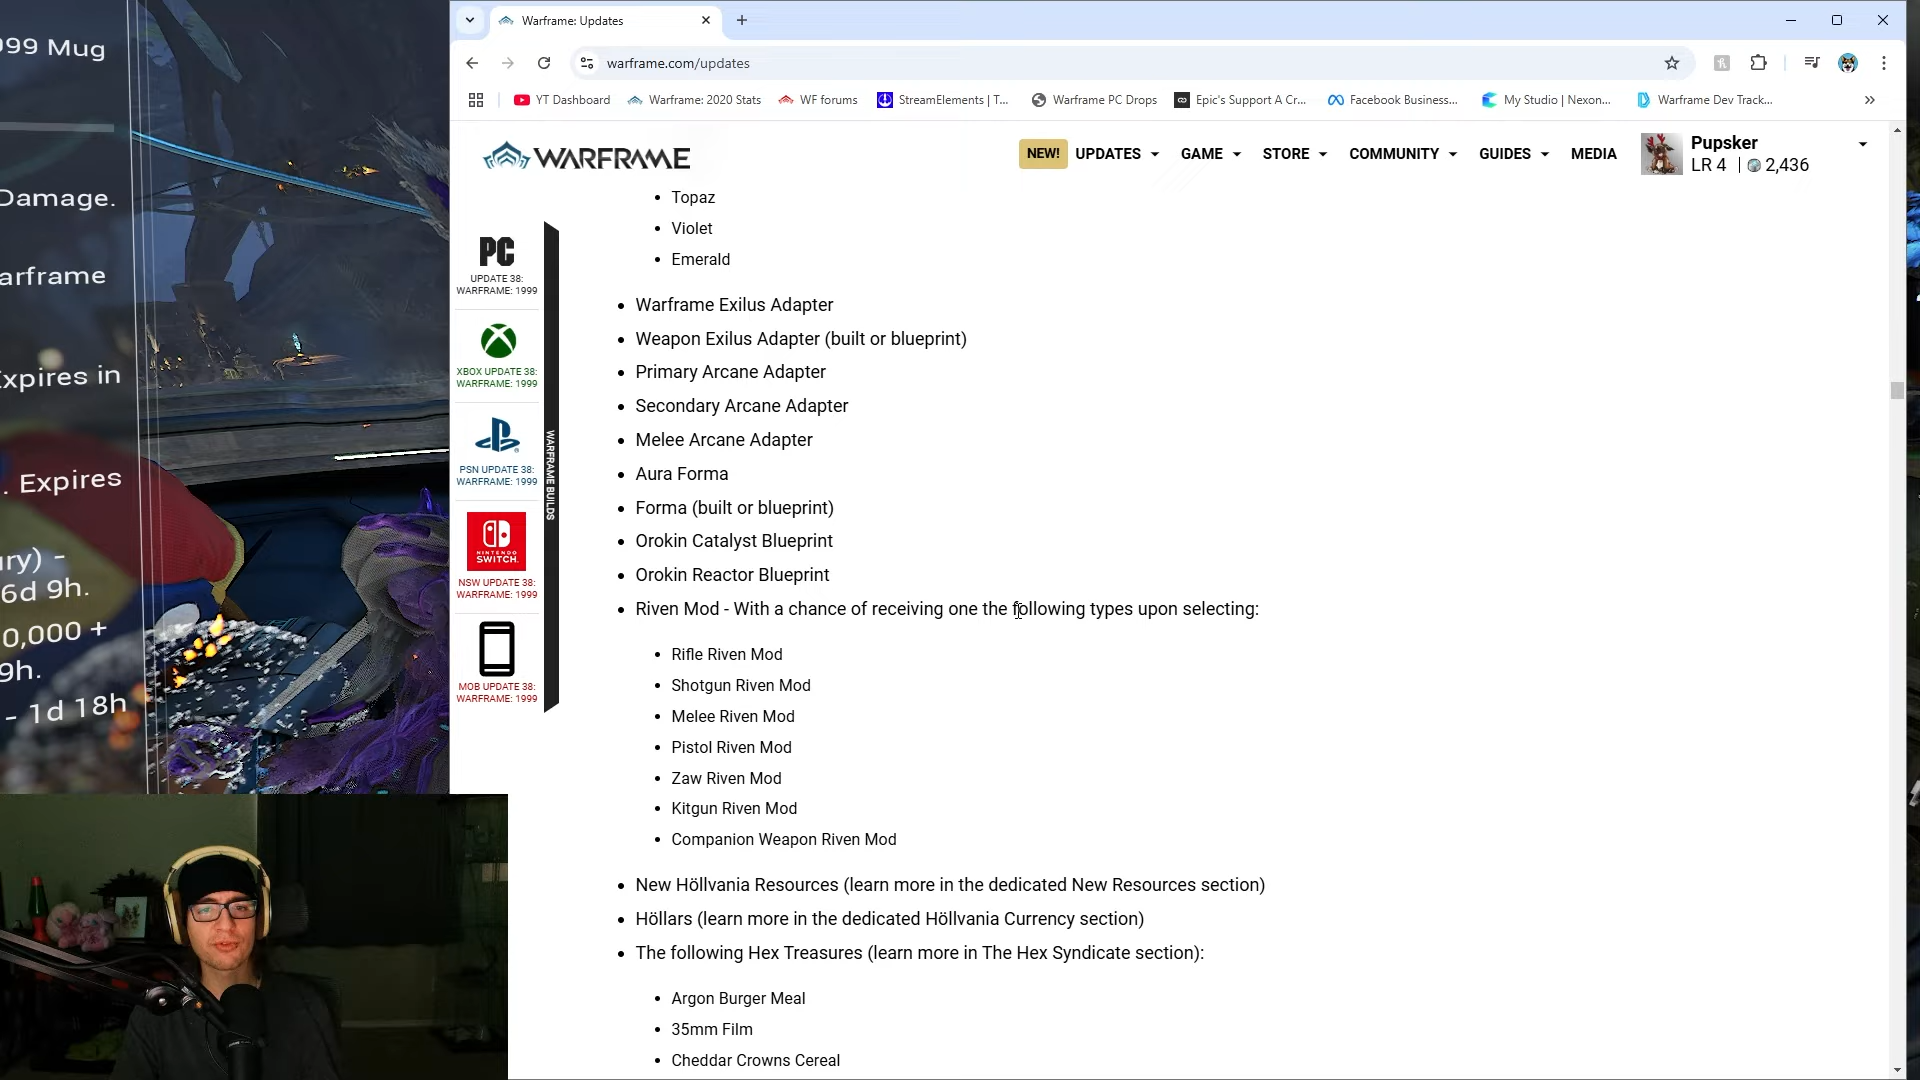 999 Mug
Damage.
arframe
Expires in
. Expires
ury) -
6d 9h.
0,000 +
9h.
- 1d 18h
Warframe: Updates
warframe.com/updates
YT Dashboard
Warframe: 2020 Stats
WF forums
StreamElements | T...
Warframe PC Drops
Epic's Support A Cr...
Facebook Business...
My Studio | Nexon...
Warframe Dev Track...
WARFRAME
NEW! UPDATES
GAME
STORE
COMMUNITY
GUIDES
MEDIA
Pupsker
LR 4 | 2,436
PC
UPDATE 38:
WARFRAME: 1999
XBOX UPDATE 38:
WARFRAME: 1999
PSN UPDATE 38:
WARFRAME: 1999
NINTENDO
SWITCH.
NSW UPDATE 38:
WARFRAME: 1999
MOB UPDATE 38:
WARFRAME: 1999
WARFRAME BUILDS
• Topaz
• Violet
• Emerald
• Warframe Exilus Adapter
• Weapon Exilus Adapter (built or blueprint)
• Primary Arcane Adapter
• Secondary Arcane Adapter
• Melee Arcane Adapter
• Aura Forma
• Forma (built or blueprint)
• Orokin Catalyst Blueprint
• Orokin Reactor Blueprint
• Riven Mod - With a chance of receiving one the following types upon selecting:
• Rifle Riven Mod
• Shotgun Riven Mod
• Melee Riven Mod
• Pistol Riven Mod
• Zaw Riven Mod
• Kitgun Riven Mod
• Companion Weapon Riven Mod
• New Höllvania Resources (learn more in the dedicated New Resources section)
• Höllars (learn more in the dedicated Höllvania Currency section)
• The following Hex Treasures (learn more in The Hex Syndicate section):
• Argon Burger Meal
• 35mm Film
• Cheddar Crowns Cereal